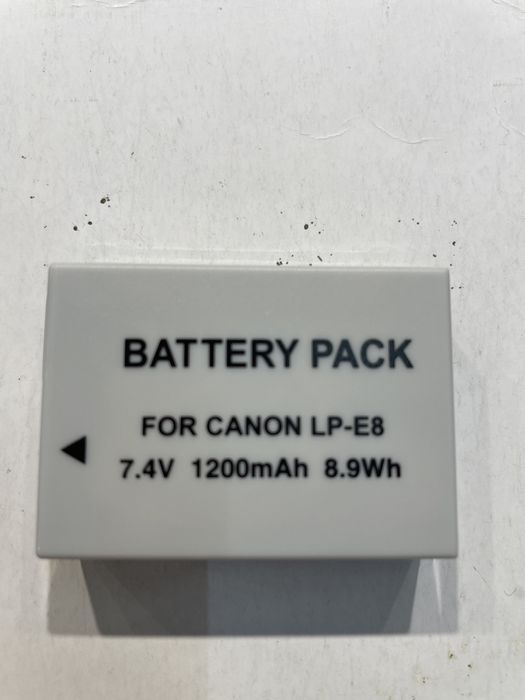 BATTERY PACK
FOR CANON LP-E8
7.4V 1200mAh 8.9Wh